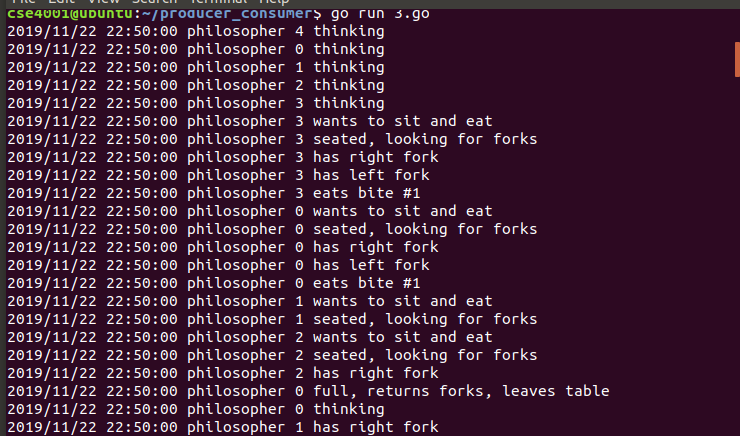 File Edit View Search Terminal Help
cse4001@ubuntu:~/producer_consumer$ go run 3.go
2019/11/22 22:50:00 philosopher 4 thinking
2019/11/22 22:50:00 philosopher 0 thinking
2019/11/22 22:50:00 philosopher 1 thinking
2019/11/22 22:50:00 philosopher 2 thinking
2019/11/22 22:50:00 philosopher 3 thinking
2019/11/22 22:50:00 philosopher 3 wants to sit and eat
2019/11/22 22:50:00 philosopher 3 seated, looking for forks
2019/11/22 22:50:00 philosopher 3 has right fork
2019/11/22 22:50:00 philosopher 3 has left fork
2019/11/22 22:50:00 philosopher 3 eats bite #1
2019/11/22 22:50:00 philosopher 0 wants to sit and eat
2019/11/22 22:50:00 philosopher 0 seated, looking for forks
2019/11/22 22:50:00 philosopher 0 has right fork
2019/11/22 22:50:00 philosopher 0 has left fork
2019/11/22 22:50:00 philosopher 0 eats bite #1
2019/11/22 22:50:00 philosopher 1 wants to sit and eat
2019/11/22 22:50:00 philosopher 1 seated, looking for forks
2019/11/22 22:50:00 philosopher 2 wants to sit and eat
2019/11/22 22:50:00 philosopher 2 seated, looking for forks
2019/11/22 22:50:00 philosopher 2 has right fork
2019/11/22 22:50:00 philosopher 0 full, returns forks, leaves table
2019/11/22 22:50:00 philosopher 0 thinking
2019/11/22 22:50:00 philosopher 1 has right fork